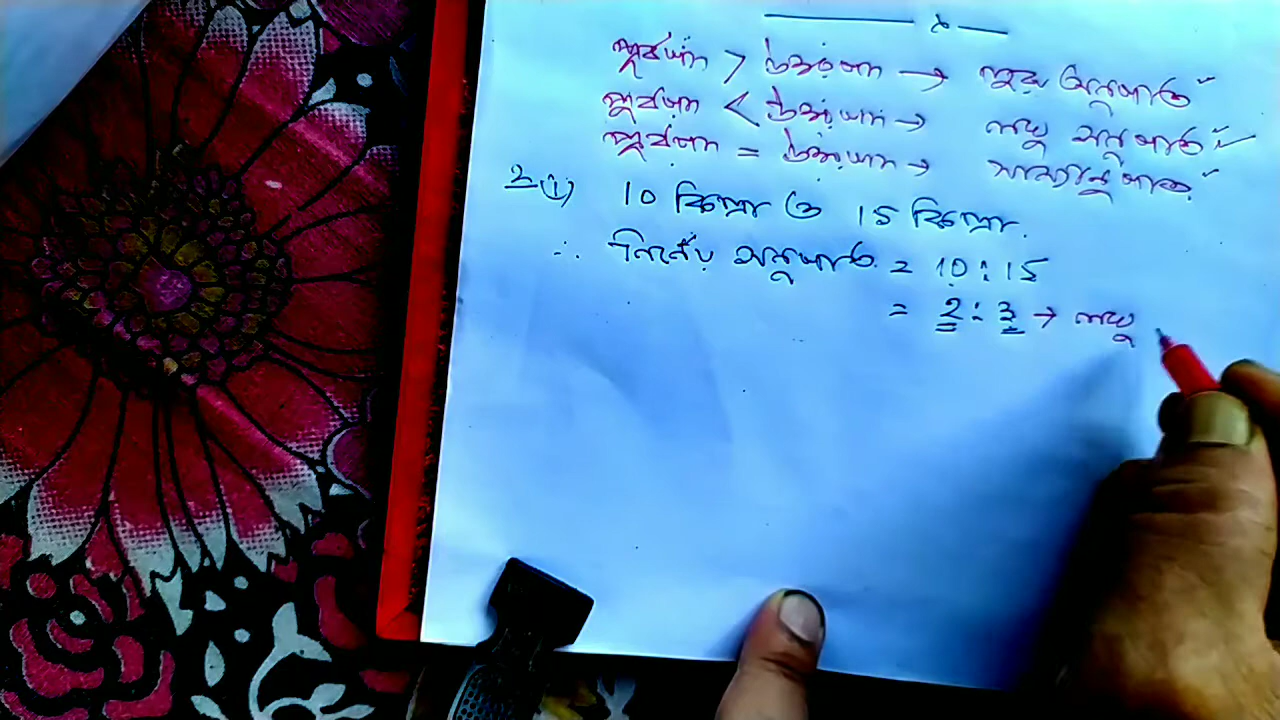 পূর্বপদ > উত্তরপদ → গুরু অনুপাত
পূর্বপদ < উত্তরপদ → লঘু অনুপাত
পূর্বপদ = উত্তরপদ → সাম্যানুপাত
২(i) 10 কিগ্রা ও 15 কিগ্রা.
∴ নির্ণেয় অনুপাত = 10 : 15
= 2 : 3 → লঘু